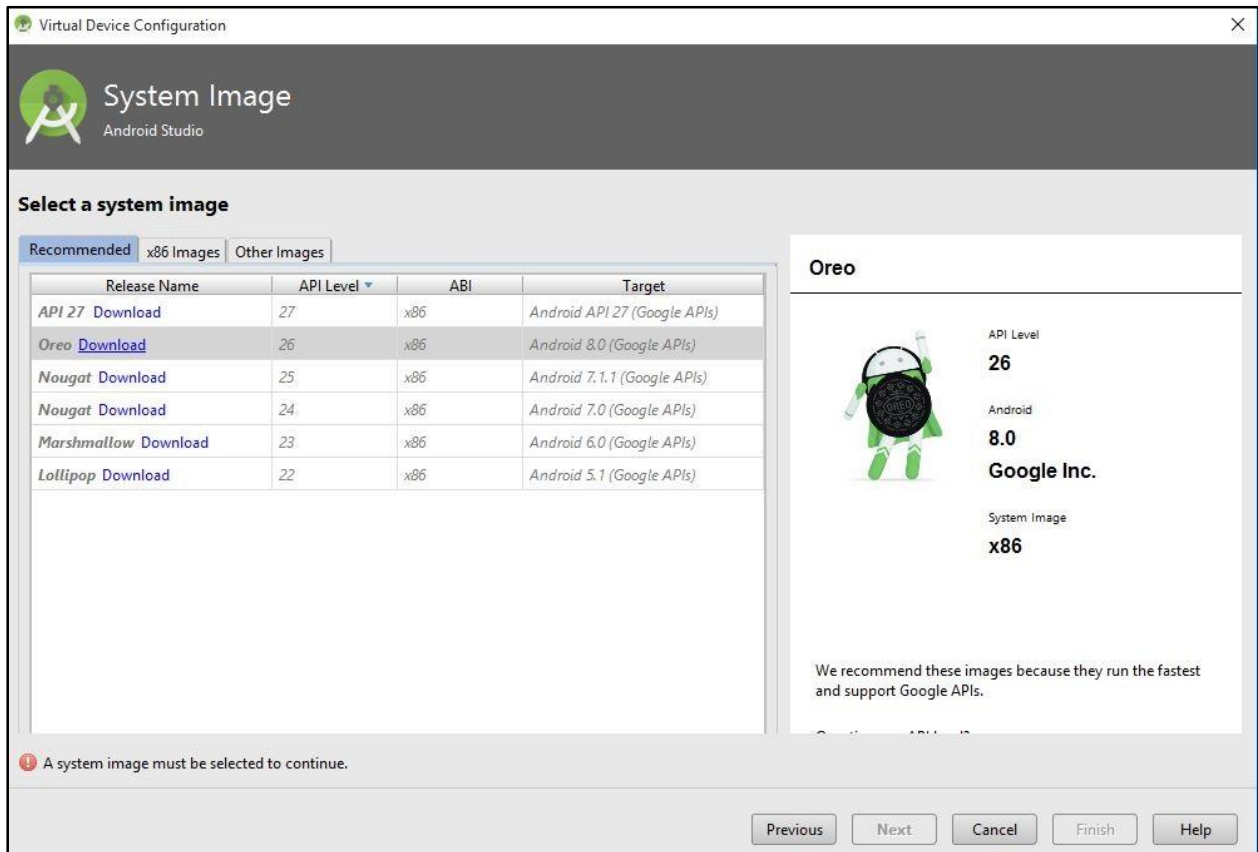 Virtual Device Configuration
System Image
Android Studio
Select a system image
Recommended x86 Images Other Images
Release Name API Level ABI Target
API 27 Download 27 x86 Android API 27 (Google APIs)
Oreo Download 26 x86 Android 8.0 (Google APIs)
Nougat Download 25 x86 Android 7.1.1 (Google APIs)
Nougat Download 24 x86 Android 7.0 (Google APIs)
Marshmallow Download 23 x86 Android 6.0 (Google APIs)
Lollipop Download 22 x86 Android 5.1 (Google APIs)
Oreo
OREO
API Level
26
Android
8.0
Google Inc.
System Image
x86
We recommend these images because they run the fastest
and support Google APIs.
A system image must be selected to continue.
Previous Next Cancel Finish Help